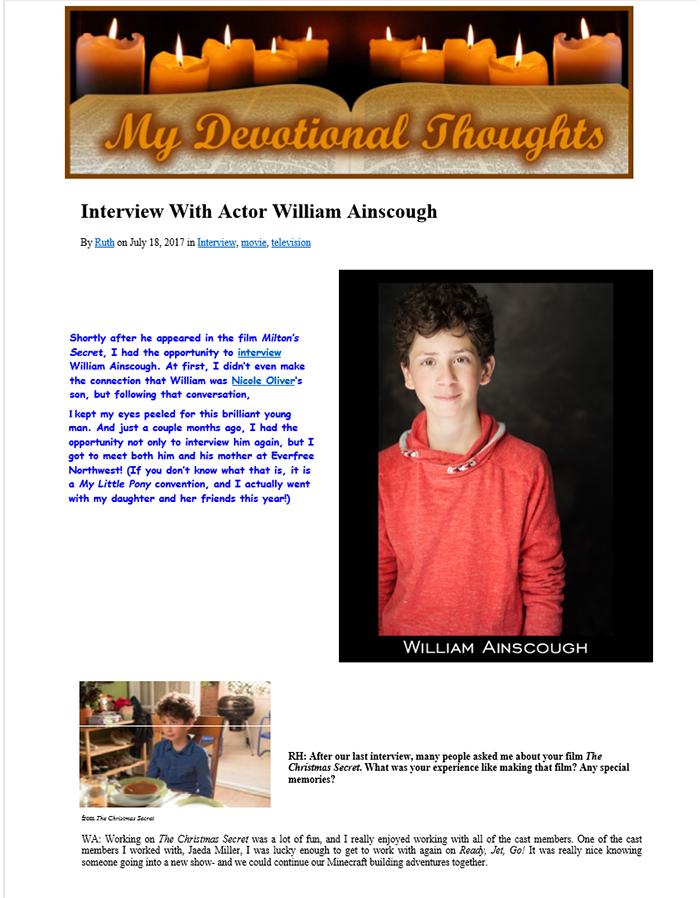 My Devotional Thoughts
Interview With Actor William Ainscough
By Ruth on July 18, 2017 in Interview, movie, television
Shortly after he appeared in the film Milton's
Secret, I had the opportunity to interview
William Ainscough. At first, I didn't even make
the connection that William was Nicole Oliver's
son, but following that conversation,
I kept my eyes peeled for this brilliant young
man. And just a couple months ago, I had the
opportunity not only to interview him again, but I
got to meet both him and his mother at Everfree
Northwest! (If you don't know what that is, it is
a My Little Pony convention, and I actually went
with my daughter and her friends this year!)
WILLIAM AINSCOUGH
RH: After our last interview, many people asked me about your film The
Christmas Secret. What was your experience like making that film? Any special
memories?
from The Christmas Secret
WA: Working on The Christmas Secret was a lot of fun, and I really enjoyed working with all of the cast members. One of the cast
members I worked with, Jaeda Miller, I was lucky enough to get to work with again on Ready, Jet, Go! It was really nice knowing
someone going into a new show- and we could continue our Minecraft building adventures together.